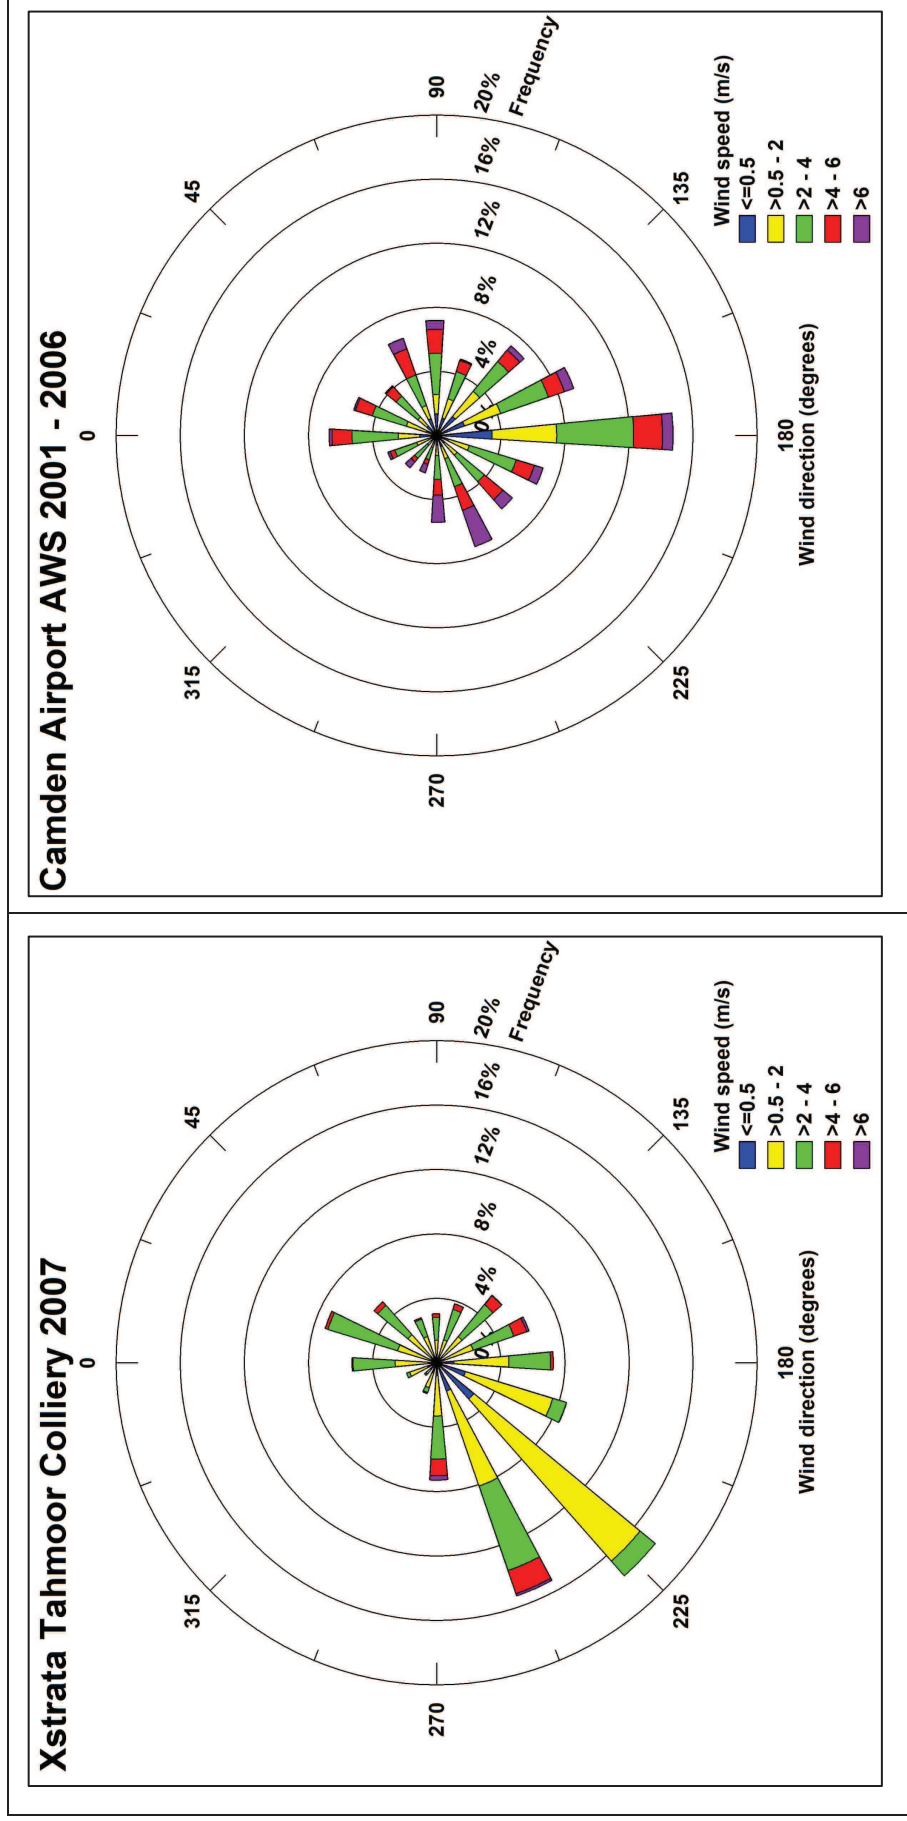 Xstrata Tahmoor Colliery 2007
0
45
90
135
180
225
270
315
4%
8%
12%
16%
20%
Frequency
Wind direction (degrees)
Wind speed (m/s)
<=0.5
>0.5 - 2
>2 - 4
>4 - 6
>6
Camden Airport AWS 2001 - 2006
0
45
90
135
180
225
270
315
4%
8%
12%
16%
20%
Frequency
Wind direction (degrees)
Wind speed (m/s)
<=0.5
>0.5 - 2
>2 - 4
>4 - 6
>6